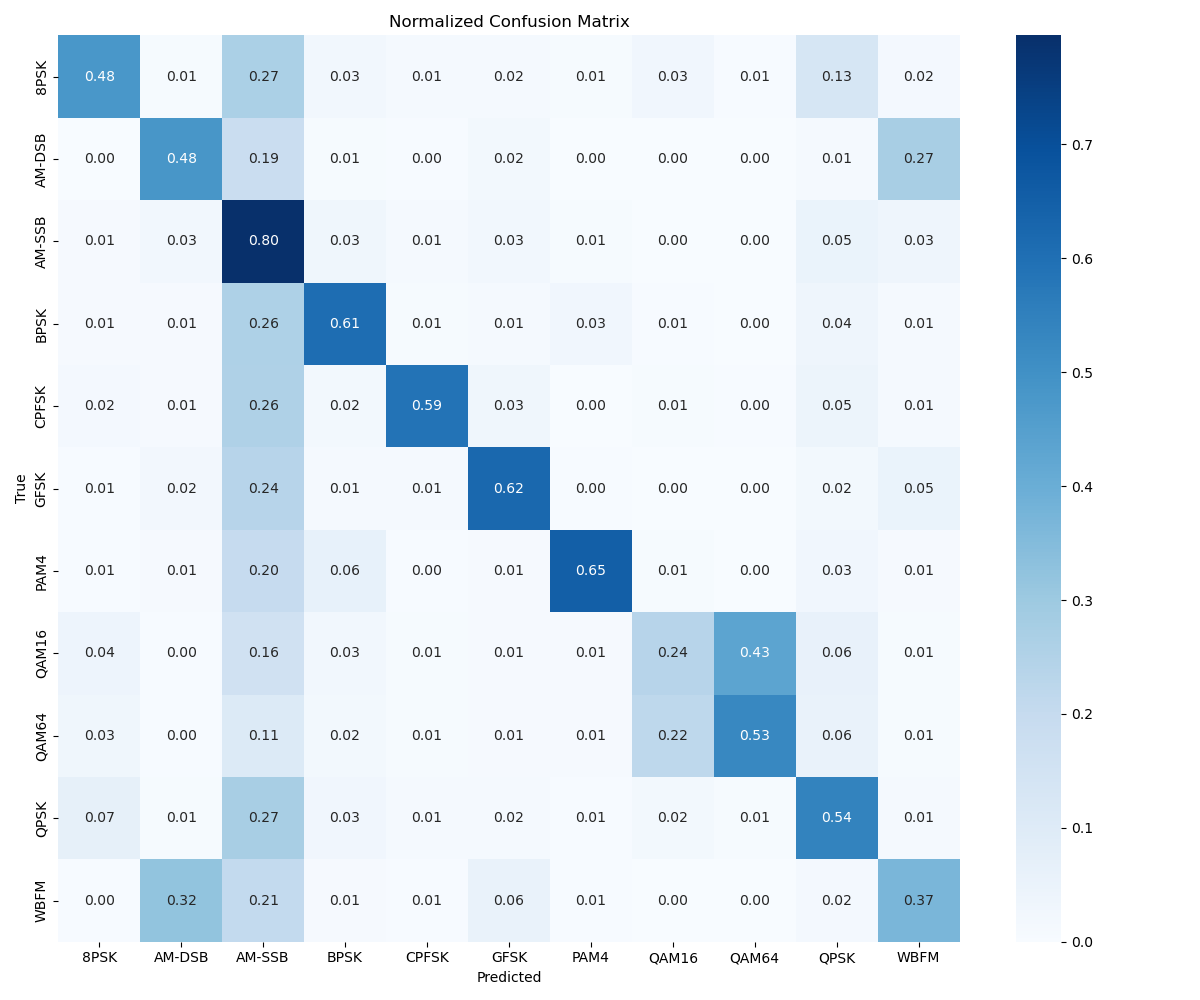 Normalized Confusion Matrix
True
8PSK 0.48 0.01 0.27 0.03 0.01 0.02 0.01 0.03 0.01 0.13 0.02
AM-DSB 0.00 0.48 0.19 0.01 0.00 0.02 0.00 0.00 0.00 0.01 0.27
AM-SSB 0.01 0.03 0.80 0.03 0.01 0.03 0.01 0.00 0.00 0.05 0.03
BPSK 0.01 0.01 0.26 0.61 0.01 0.01 0.03 0.01 0.00 0.04 0.01
CPFSK 0.02 0.01 0.26 0.02 0.59 0.03 0.00 0.01 0.00 0.05 0.01
GFSK 0.01 0.02 0.24 0.01 0.01 0.62 0.00 0.00 0.00 0.02 0.05
PAM4 0.01 0.01 0.20 0.06 0.00 0.01 0.65 0.01 0.00 0.03 0.01
QAM16 0.04 0.00 0.16 0.03 0.01 0.01 0.01 0.24 0.43 0.06 0.01
QAM64 0.03 0.00 0.11 0.02 0.01 0.01 0.01 0.22 0.53 0.06 0.01
QPSK 0.07 0.01 0.27 0.03 0.01 0.02 0.01 0.02 0.01 0.54 0.01
WBFM 0.00 0.32 0.21 0.01 0.01 0.06 0.01 0.00 0.00 0.02 0.37
8PSK AM-DSB AM-SSB BPSK CPFSK GFSK PAM4 QAM16 QAM64 QPSK WBFM
Predicted
0.7
0.6
0.5
0.4
0.3
0.2
0.1
0.0